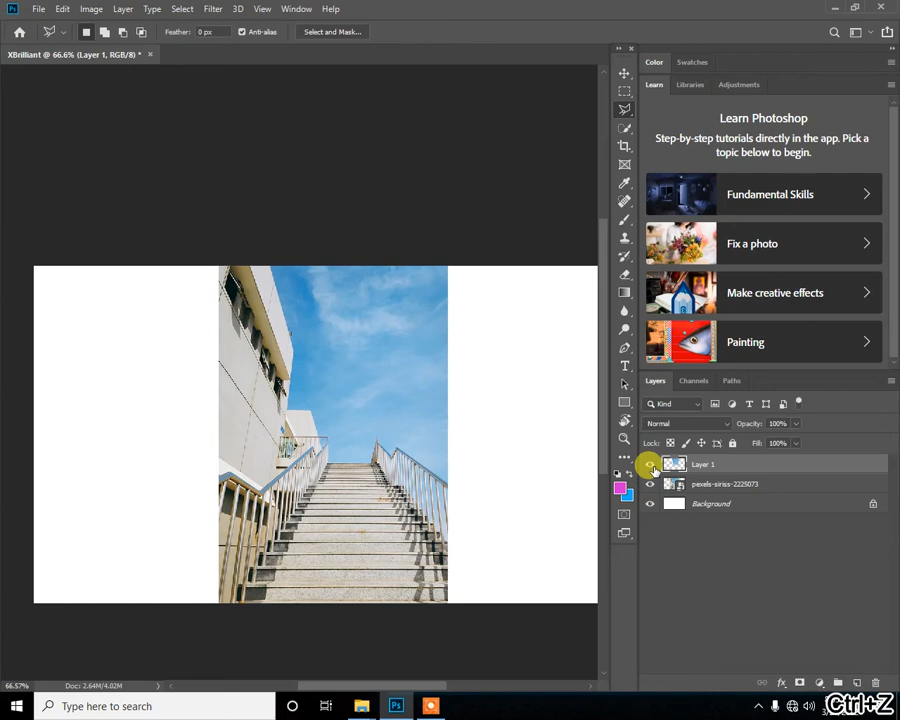 Ps File Edit Image Layer Type Select Filter 3D View Window Help
Feather: 0 px Anti-alias Select and Mask...
XBrilliant @ 66.6% (Layer 1, RGB/8) *
Color Swatches
Learn Libraries Adjustments
Learn Photoshop
Step-by-step tutorials directly in the app. Pick a
topic below to begin.
Fundamental Skills
Fix a photo
Make creative effects
Painting
Layers Channels Paths
Kind
Normal Opacity: 100%
Lock: Fill: 100%
Layer 1
pexels-siriss-2225073
Background
66.57% Doc: 2.64M/4.02M
Type here to search
Ps
Ctrl+Z